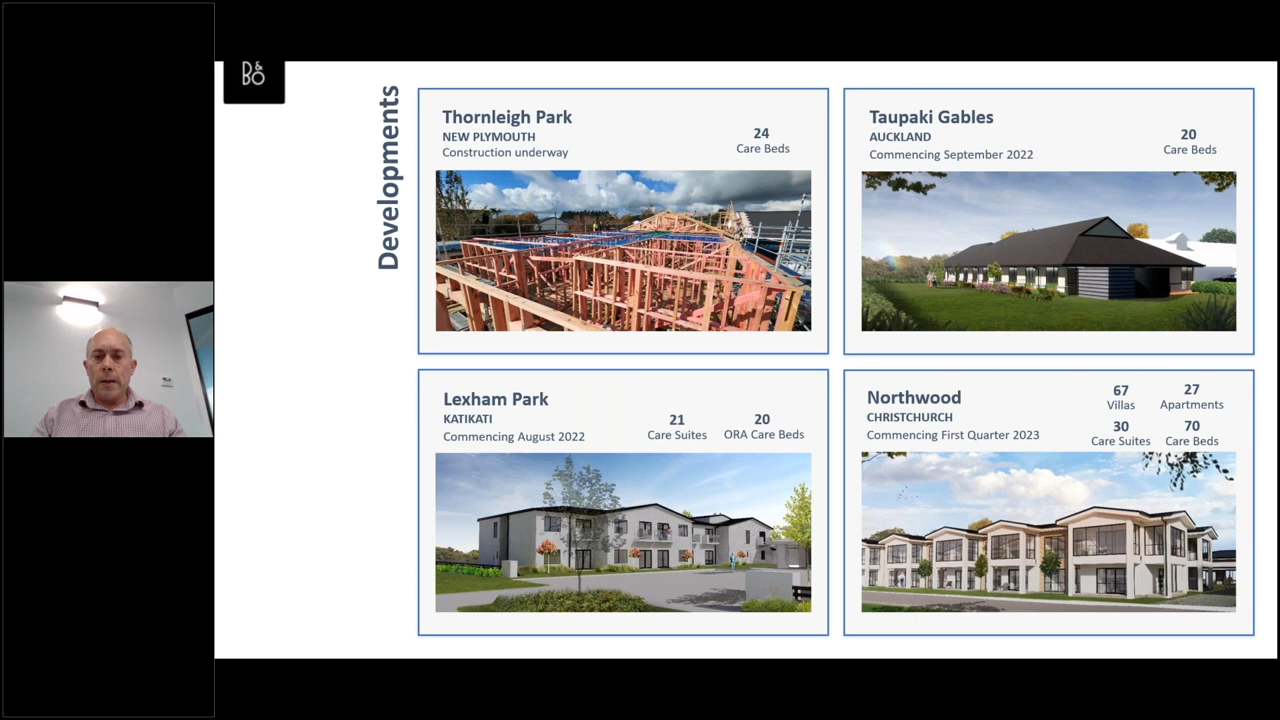 D&
BO
Developments
Thornleigh Park
NEW PLYMOUTH
Construction underway
24
Care Beds
Taupaki Gables
AUCKLAND
Commencing September 2022
20
Care Beds
Lexham Park
KATIKATI
Commencing August 2022
21
Care Suites
20
ORA Care Beds
Northwood
CHRISTCHURCH
Commencing First Quarter 2023
67
Villas
27
Apartments
30
Care Suites
70
Care Beds